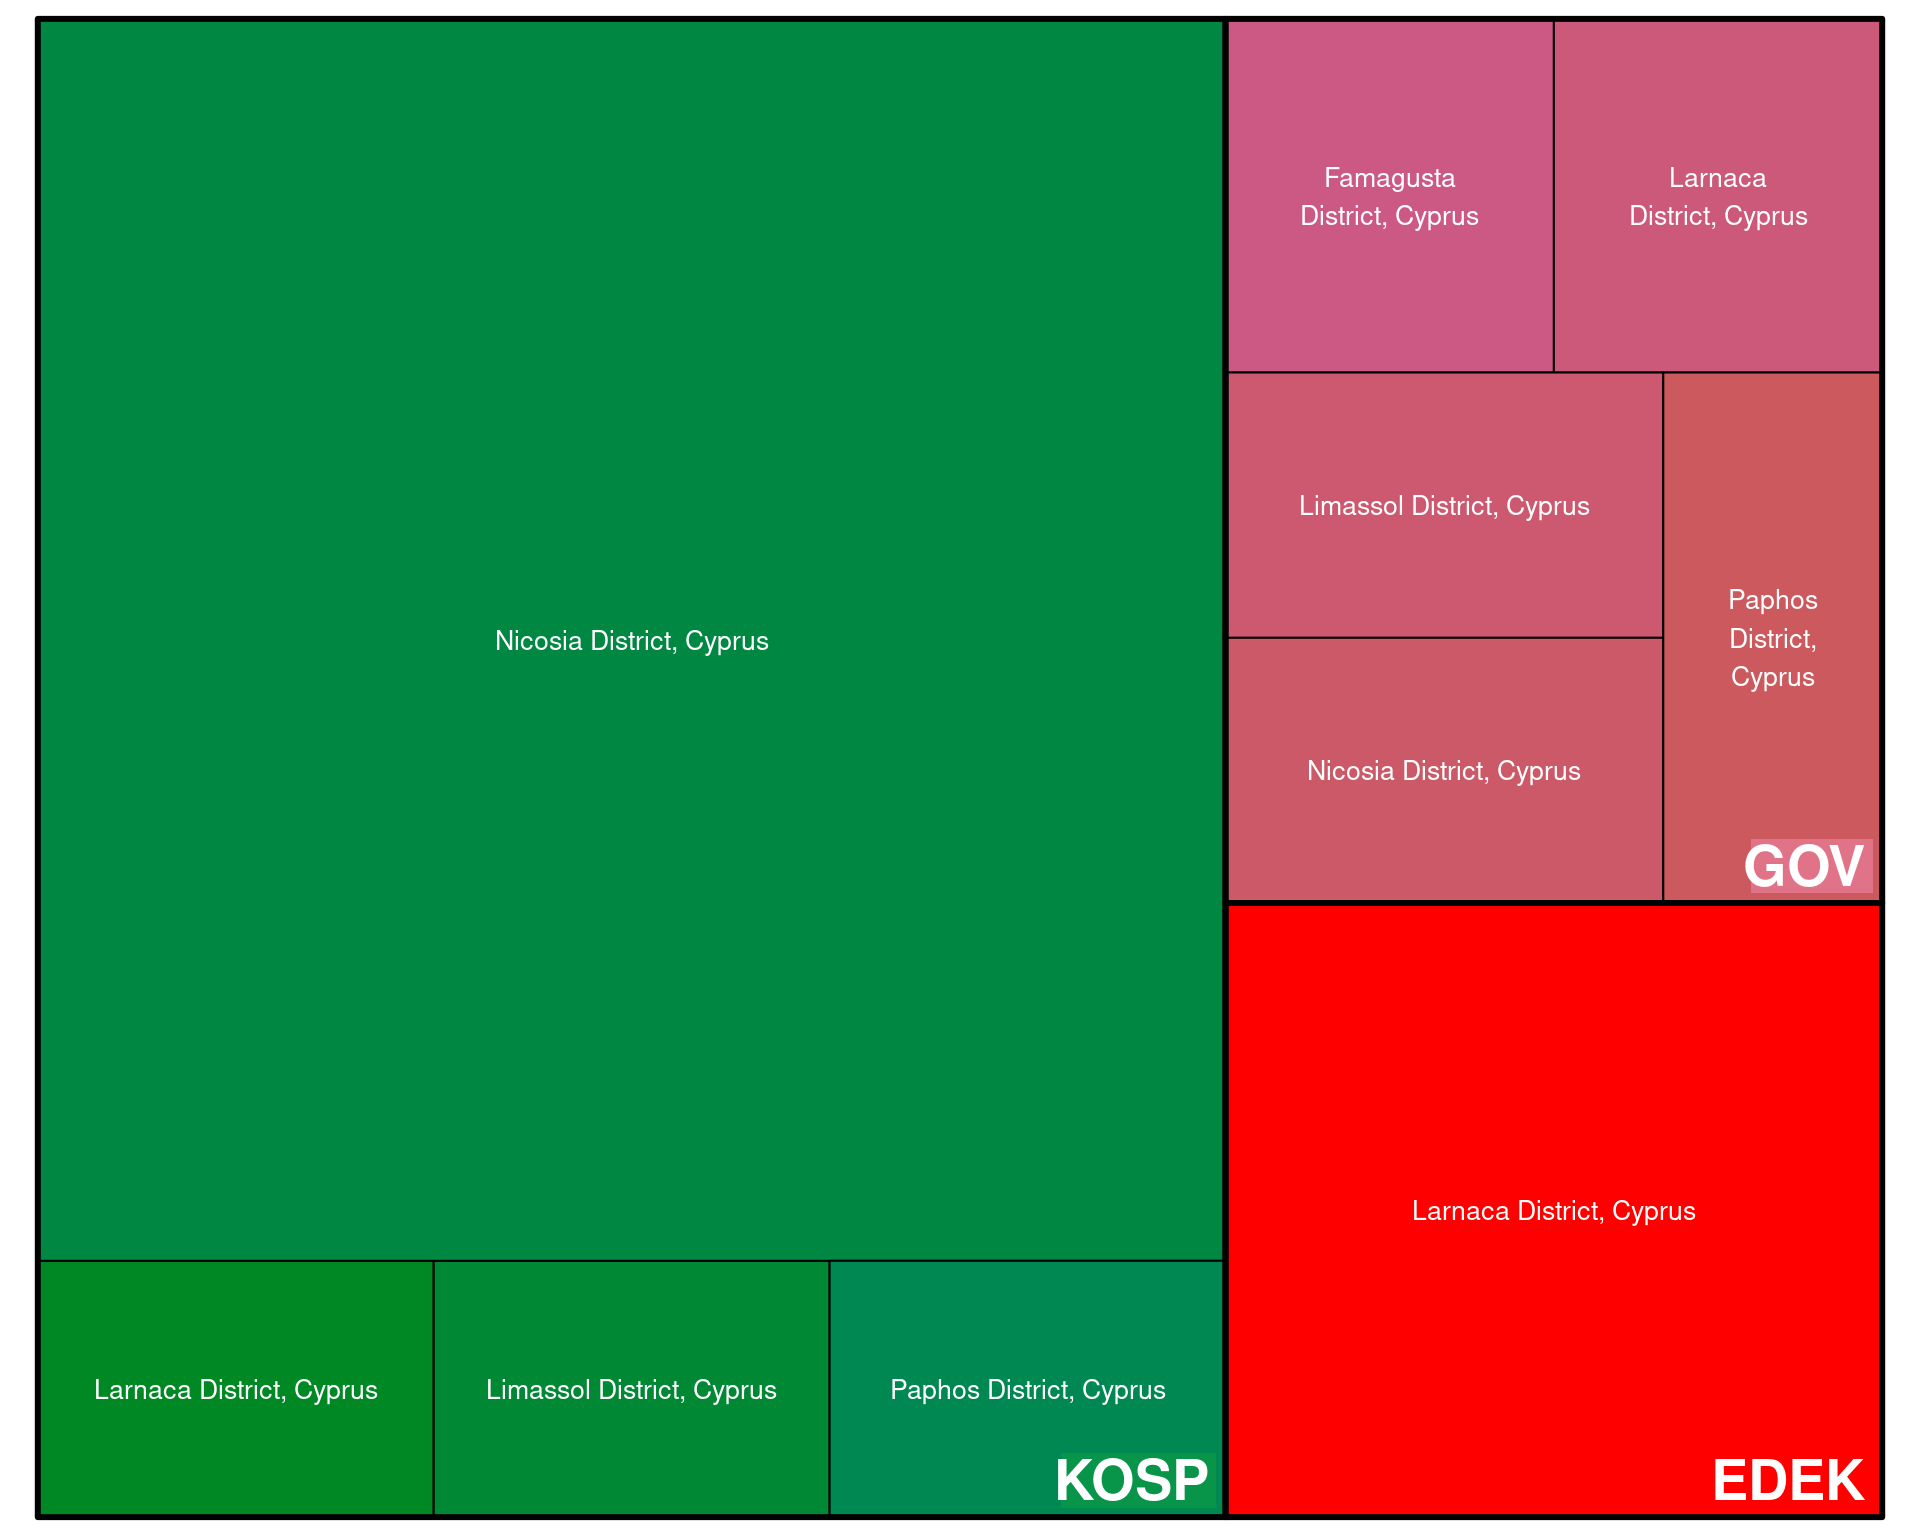 Nicosia District, Cyprus
Larnaca District, Cyprus
Limassol District, Cyprus
Paphos District, Cyprus
KOSP
Famagusta
District, Cyprus
Larnaca
District, Cyprus
Limassol District, Cyprus
Nicosia District, Cyprus
Paphos
District,
Cyprus
GOV
Larnaca District, Cyprus
EDEK